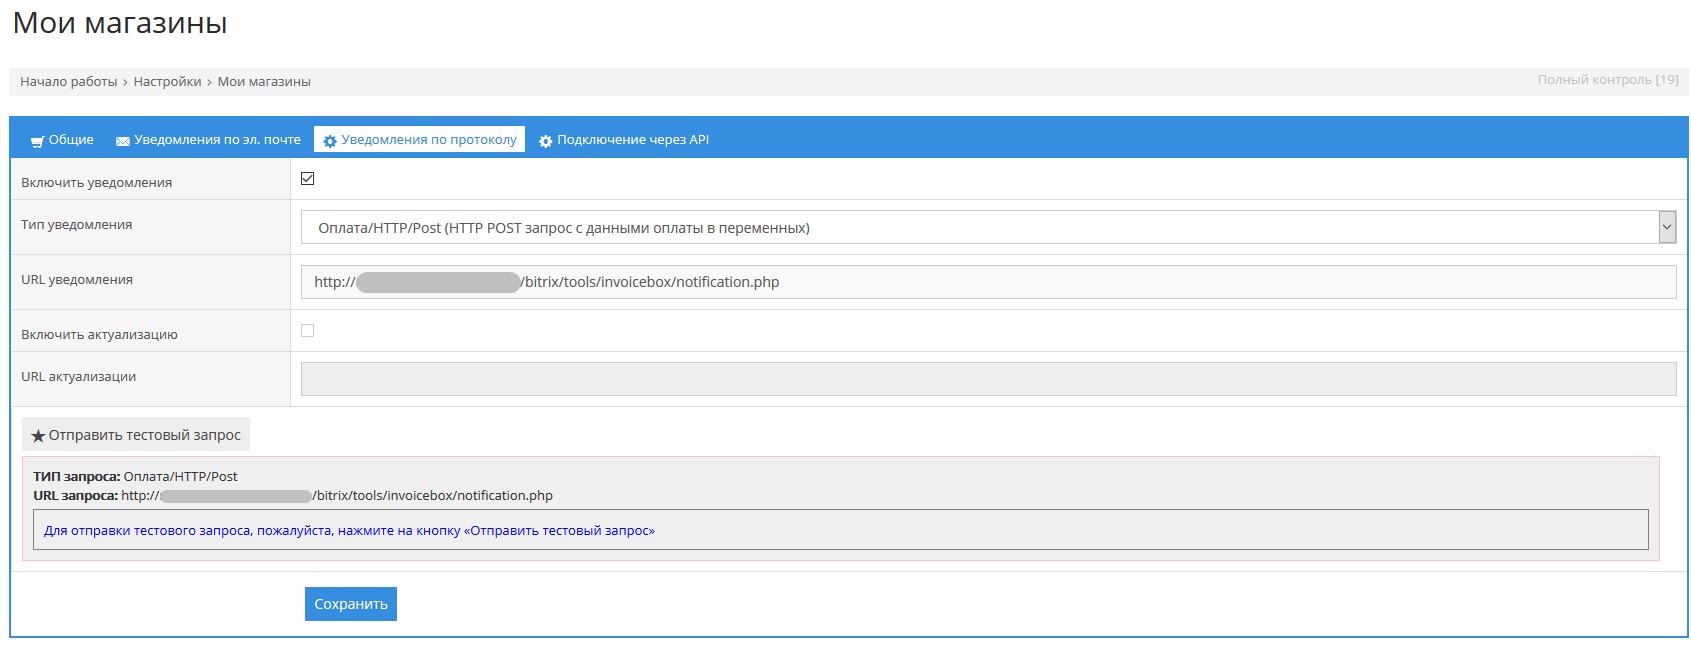 Мои магазины
Начало работы › Настройки › Мои магазины
Полный контроль [19]
Общие Уведомления по эл. почте Уведомления по протоколу Подключение через API
Включить уведомления
Тип уведомления
Оплата/HTTP/Post (HTTP POST запрос с данными оплаты в переменных)
URL уведомления
http:// /bitrix/tools/invoicebox/notification.php
Включить актуализацию
URL актуализации
Отправить тестовый запрос
ТИП запроса: Оплата/HTTP/Post
URL запроса: http:// /bitrix/tools/invoicebox/notification.php
Для отправки тестового запроса, пожалуйста, нажмите на кнопку «Отправить тестовый запрос»
Сохранить